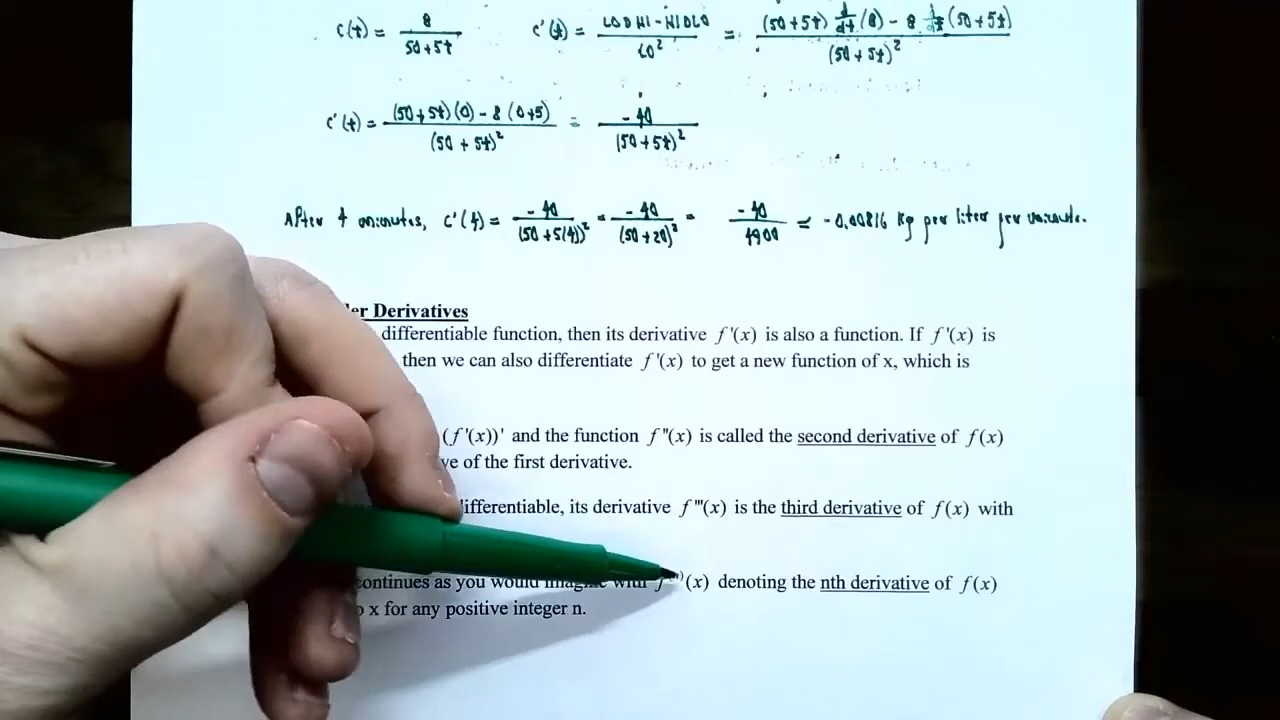 c(t) = 8 / (50+5t)    c'(t) = LODHI - HIDLO / LO² = (50+5t) d/dt (8) - 8 d/dt (50+5t) / (50+5t)²
c'(t) = (50+5t)(0) - 8(0+5) / (50+5t)² = -40 / (50+5t)²
After 4 minutes, c'(4) = -40 / (50+5(4))² = -40 / (50+20)² = -40 / 4900 = -0.00816 kg per liter per minute.
Derivatives
differentiable function, then its derivative f'(x) is also a function. If f'(x) is
then we can also differentiate f'(x) to get a new function of x, which is
(f'(x))' and the function f''(x) is called the second derivative of f(x)
of the first derivative.
differentiable, its derivative f'''(x) is the third derivative of f(x) with
continues as you would imagine with f⁽ⁿ⁾(x) denoting the nth derivative of f(x)
x for any positive integer n.